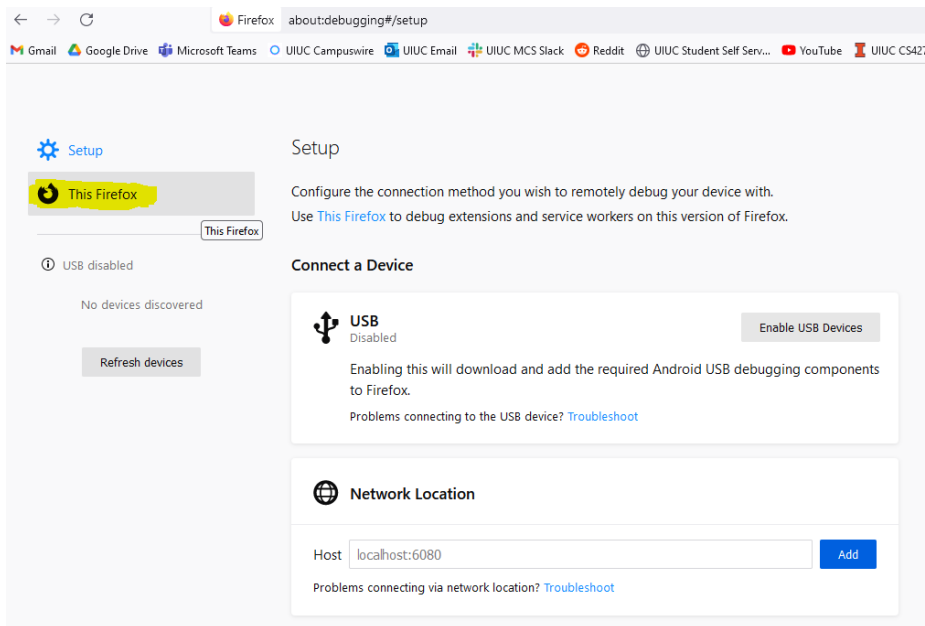 Firefox about:debugging#/setup
Gmail Google Drive Microsoft Teams UIUC Campuswire UIUC Email UIUC MCS Slack Reddit UIUC Student Self Serv... YouTube UIUC CS427
Setup
This Firefox
This Firefox
USB disabled
No devices discovered
Refresh devices
Setup
Configure the connection method you wish to remotely debug your device with.
Use This Firefox to debug extensions and service workers on this version of Firefox.
Connect a Device
USB
Disabled
Enable USB Devices
Enabling this will download and add the required Android USB debugging components
to Firefox.
Problems connecting to the USB device? Troubleshoot
Network Location
Host localhost:6080 Add
Problems connecting via network location? Troubleshoot